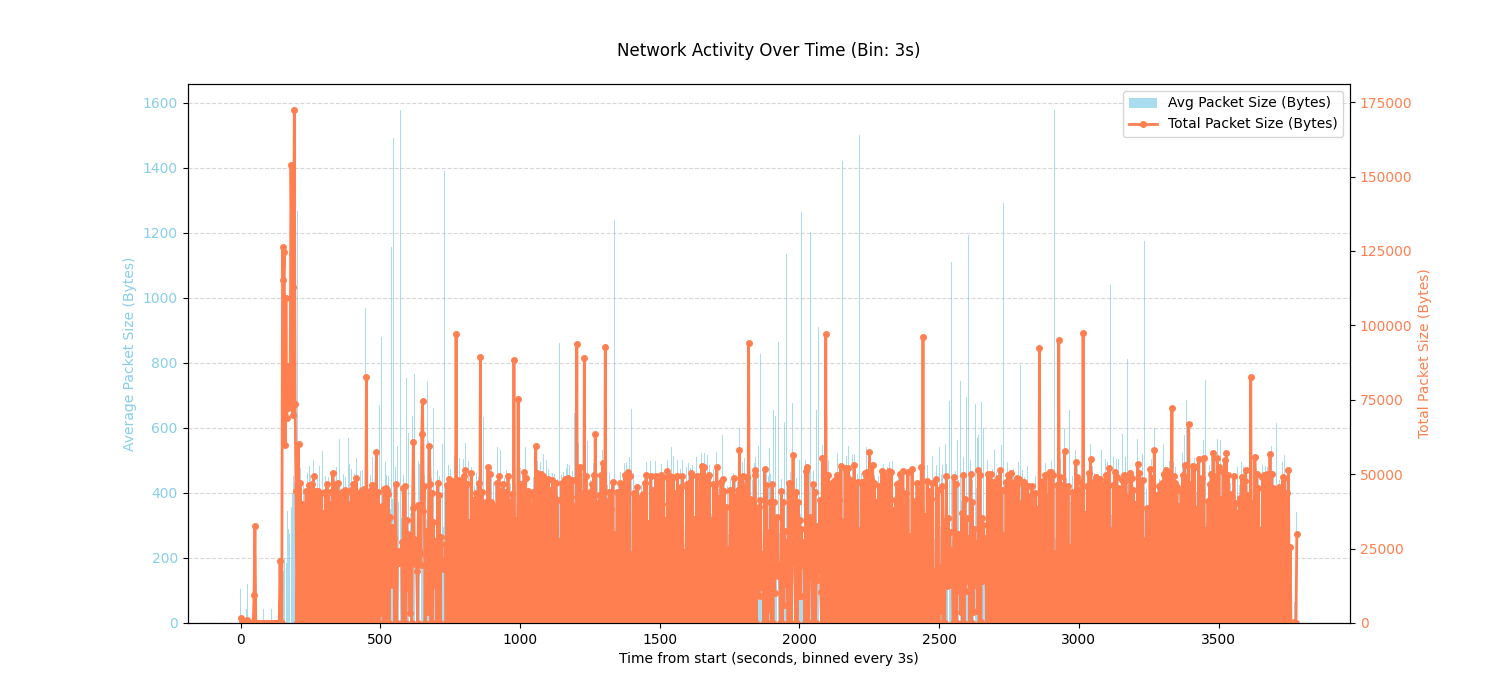 Network Activity Over Time (Bin: 3s)
Avg Packet Size (Bytes)
Total Packet Size (Bytes)
1600
1400
1200
1000
800
600
400
200
0
Average Packet Size (Bytes)
175000
150000
125000
100000
75000
50000
25000
0
Total Packet Size (Bytes)
0 500 1000 1500 2000 2500 3000 3500
Time from start (seconds, binned every 3s)